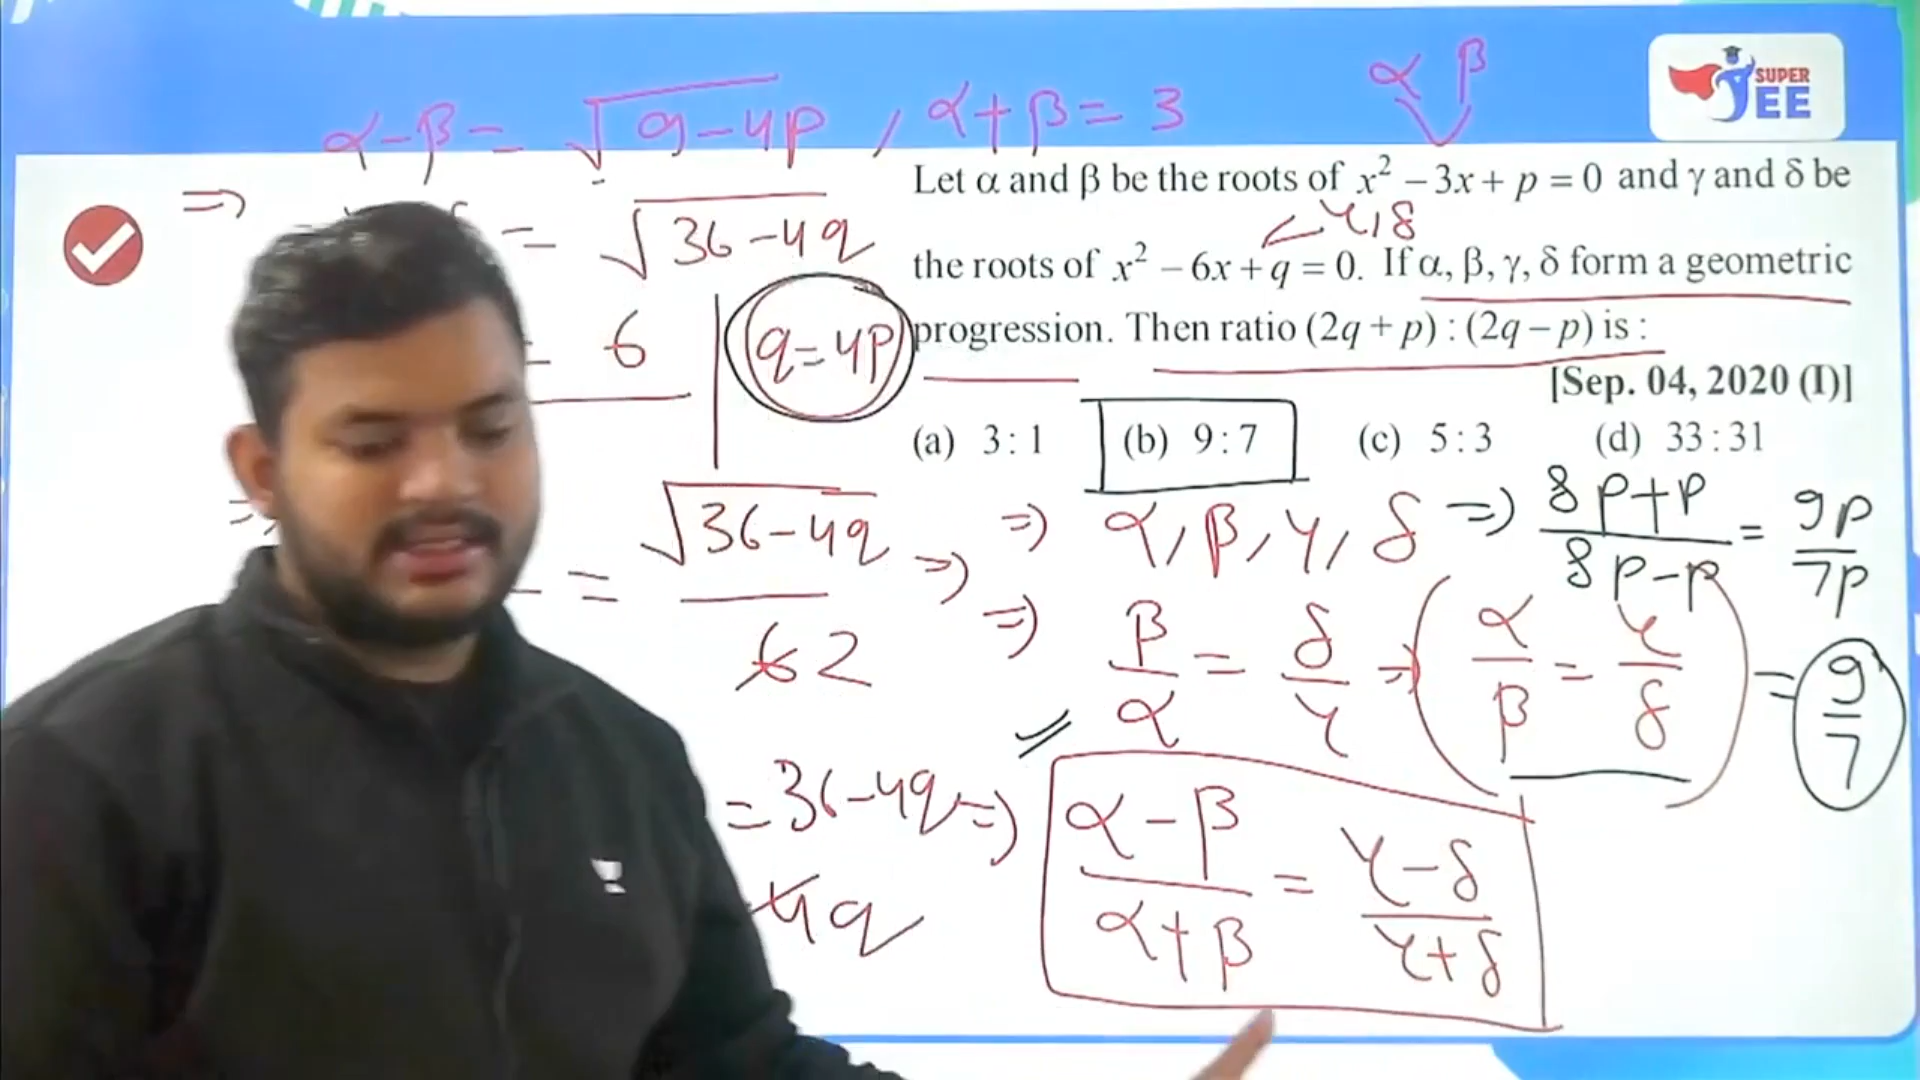 α β
α-β = √9-4p , α+β = 3
SUPER
JEE
Let α and β be the roots of x² – 3x + p = 0 and γ and δ be
⇒
= √36-4q
< γ, δ
the roots of x² – 6x + q = 0. If α, β, γ, δ form a geometric
= 6
q=4p
progression. Then ratio (2q + p) : (2q – p) is :
[Sep. 04, 2020 (I)]
(a) 3 : 1 (b) 9 : 7 (c) 5 : 3 (d) 33 : 31
= √36-4q / 6 2 ⇒
⇒ α, β, γ, δ ⇒ 8p+p / 8p-p = 9p / 7p
⇒ β/α = δ/γ ⇒ (α/β = γ/δ) = 9/7
= 36-4q ⇒
α-β / α+β = γ-δ / γ+δ
4q